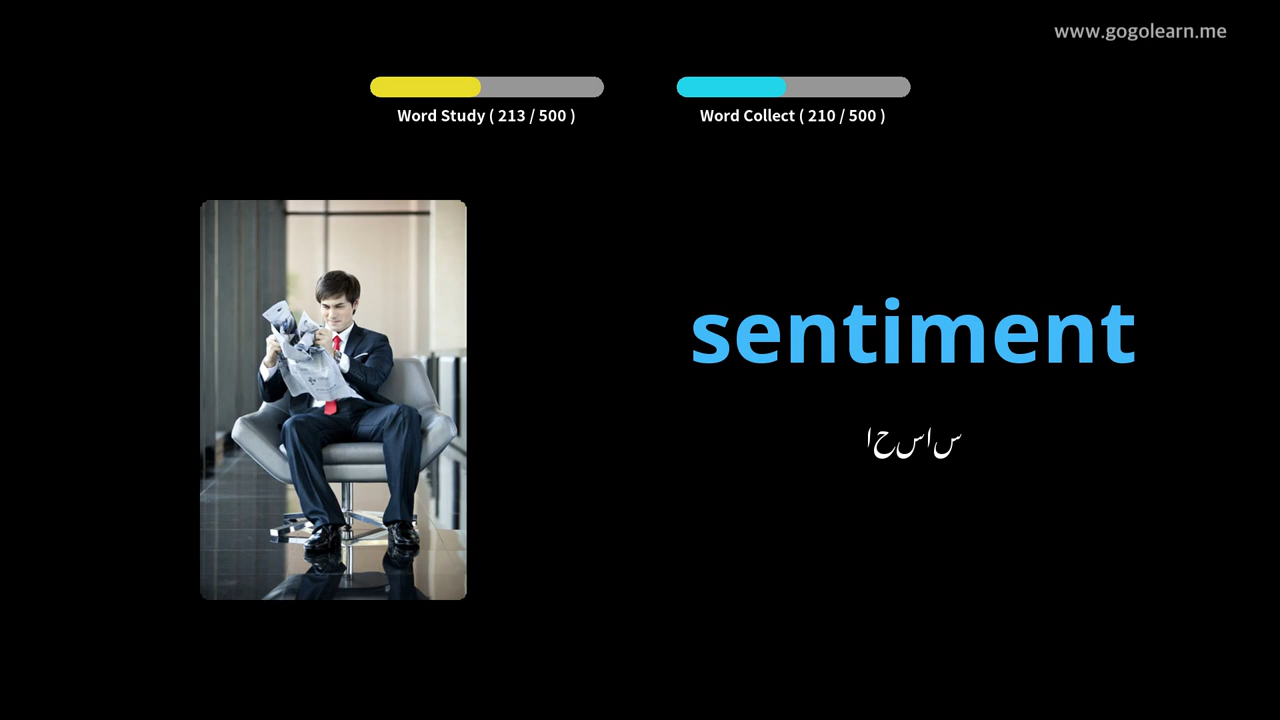 www.gogolearn.me
Word Study ( 213 / 500 )
Word Collect ( 210 / 500 )
sentiment
احساس